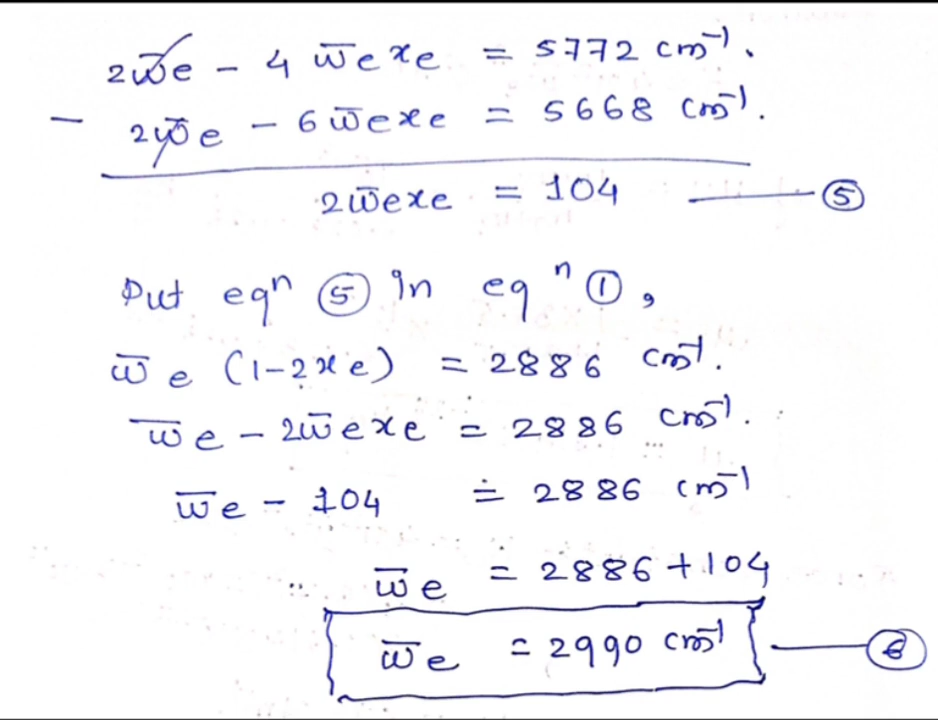 2ω̅e - 4 ω̅exe = 5772 cm⁻¹.
- 2ω̅e - 6ω̅exe = 5668 cm⁻¹.
2ω̅exe = 104 ⑤
Put eqⁿ ⑤ in eqⁿ ①,
ω̅e (1-2xe) = 2886 cm⁻¹.
ω̅e - 2ω̅exe = 2886 cm⁻¹.
ω̅e - 104 = 2886 cm⁻¹
ω̅e = 2886 + 104
ω̅e = 2990 cm⁻¹ ⑥